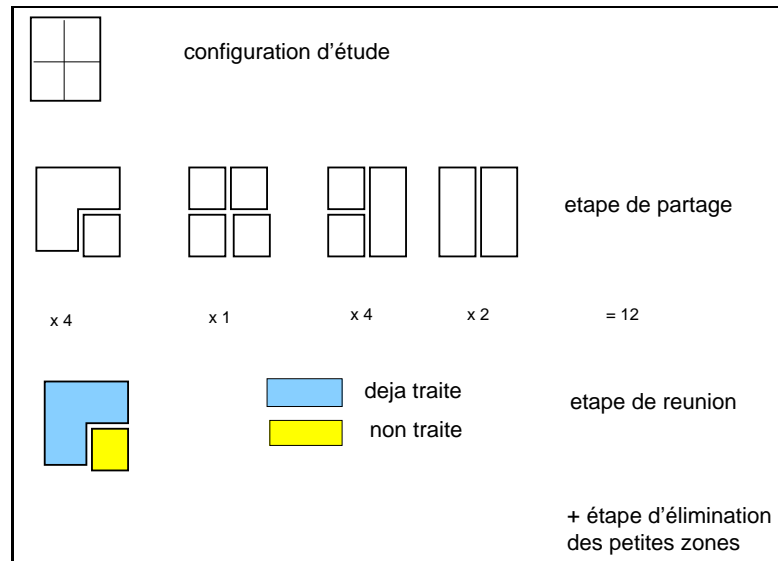 configuration d'étude
etape de partage
x 4 x 1 x 4 x 2 = 12
deja traite
etape de reunion
non traite
+ étape d'élimination
des petites zones